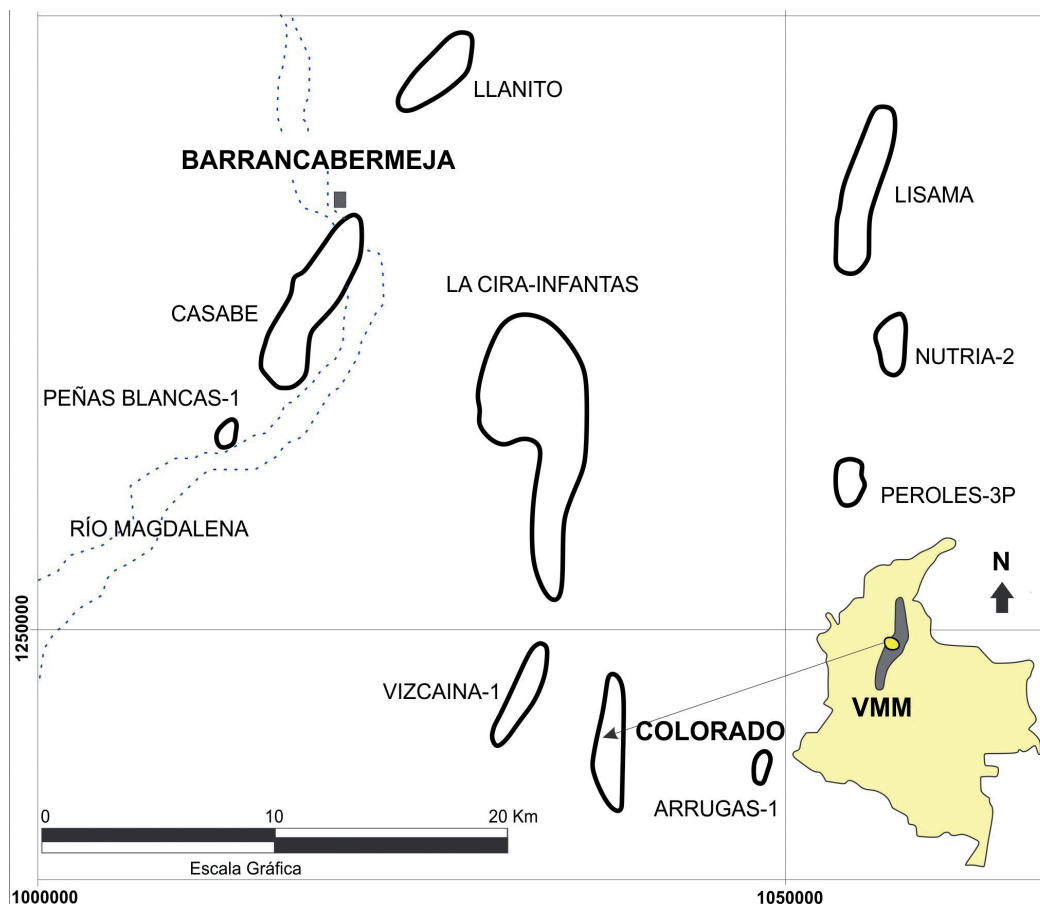 LLANITO
BARRANCABERMEJA
LISAMA
LA CIRA-INFANTAS
CASABE
NUTRIA-2
PEÑAS BLANCAS-1
PEROLES-3P
RÍO MAGDALENA
N
1250000
VIZCAINA-1
VMM
COLORADO
ARRUGAS-1
0 10 20 Km
Escala Gráfica
1000000 1050000